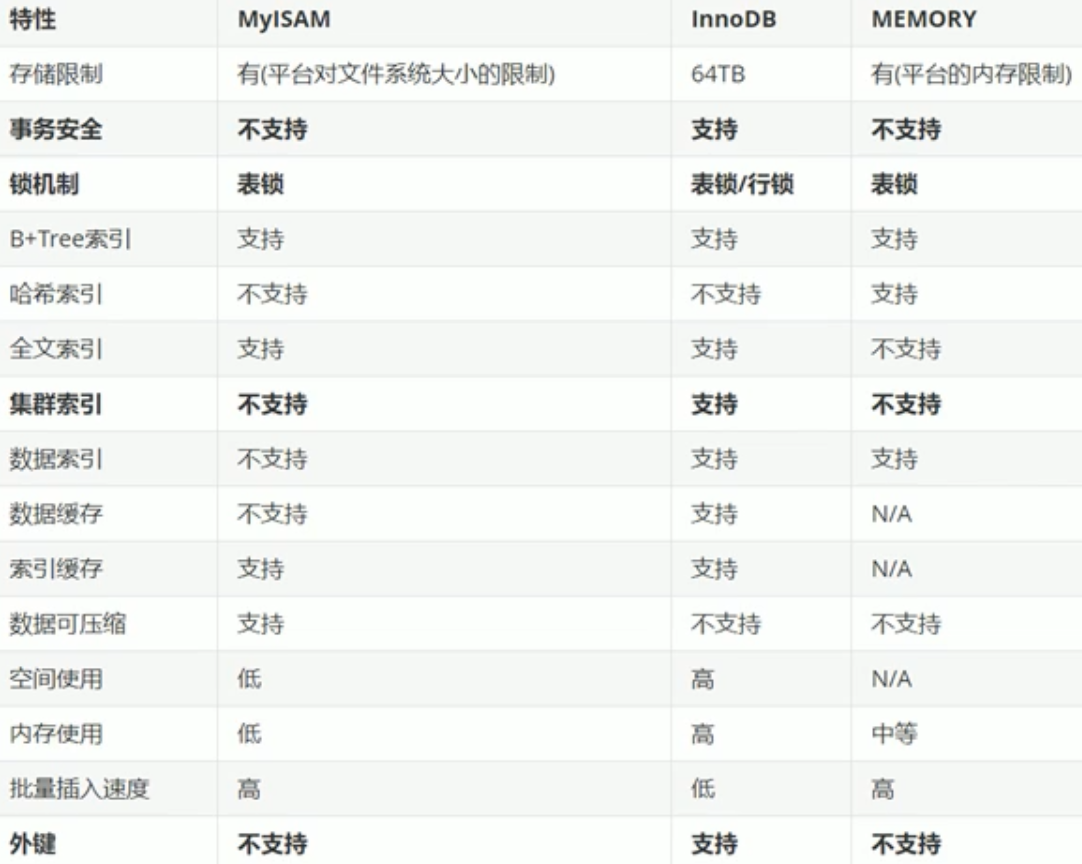 特性 MyISAM InnoDB MEMORY
存储限制 有(平台对文件系统大小的限制) 64TB 有(平台的内存限制)
事务安全 不支持 支持 不支持
锁机制 表锁 表锁/行锁 表锁
B+Tree索引 支持 支持 支持
哈希索引 不支持 不支持 支持
全文索引 支持 支持 不支持
集群索引 不支持 支持 不支持
数据索引 不支持 支持 支持
数据缓存 不支持 支持 N/A
索引缓存 支持 支持 N/A
数据可压缩 支持 不支持 不支持
空间使用 低 高 N/A
内存使用 低 高 中等
批量插入速度 高 低 高
外键 不支持 支持 不支持